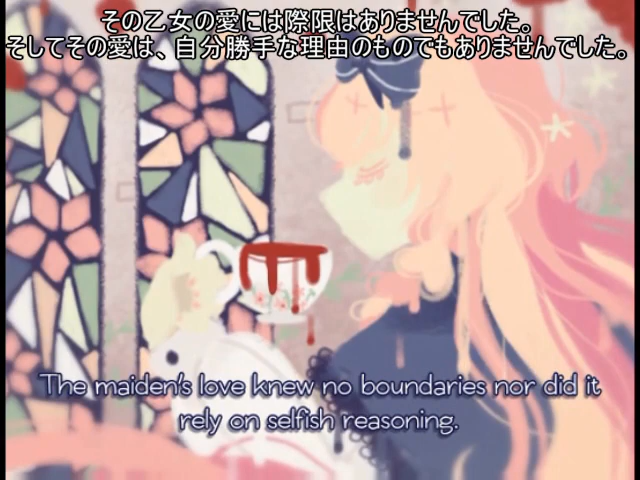 その乙女の愛には際限はありませんでした。
そしてその愛は、自分勝手な理由のものでもありませんでした。
The maiden's love knew no boundaries nor did it
rely on selfish reasoning.